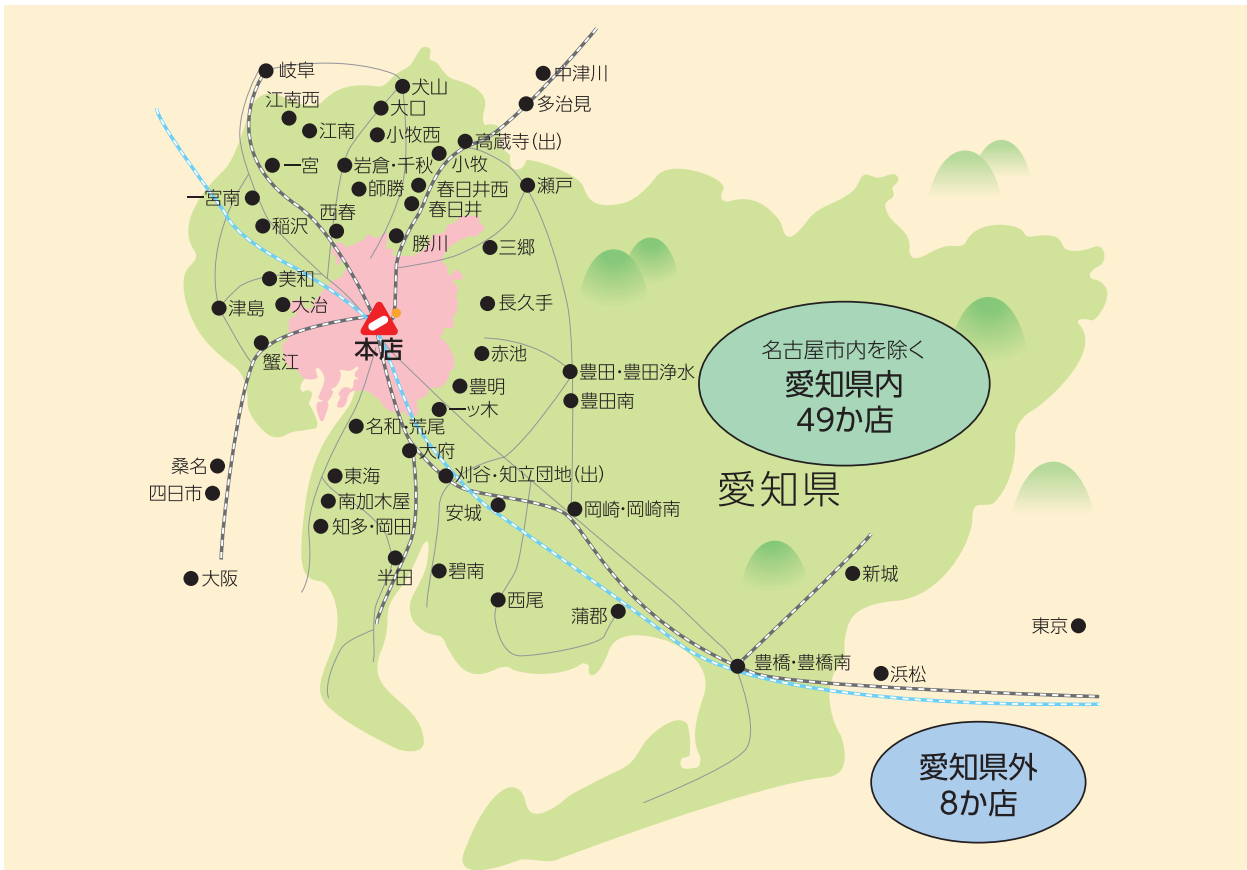 岐阜
中津川
犬山
江南西
大口
多治見
江南
小牧西
高蔵寺(出)
一宮
岩倉・千秋
小牧
師勝
春日井西
瀬戸
一宮南
西春
春日井
稲沢
勝川
三郷
美和
津島
大治
長久手
本店
蟹江
赤池
名古屋市内を除く
愛知県内
49か店
豊田・豊田浄水
豊明
豊田南
一ッ木
名和・荒尾
大府
桑名
東海
刈谷・知立団地(出)
四日市
南加木屋
愛知県
安城
岡崎・岡崎南
知多・岡田
大阪
半田
碧南
新城
西尾
蒲郡
東京
豊橋・豊橋南
浜松
愛知県外
8か店